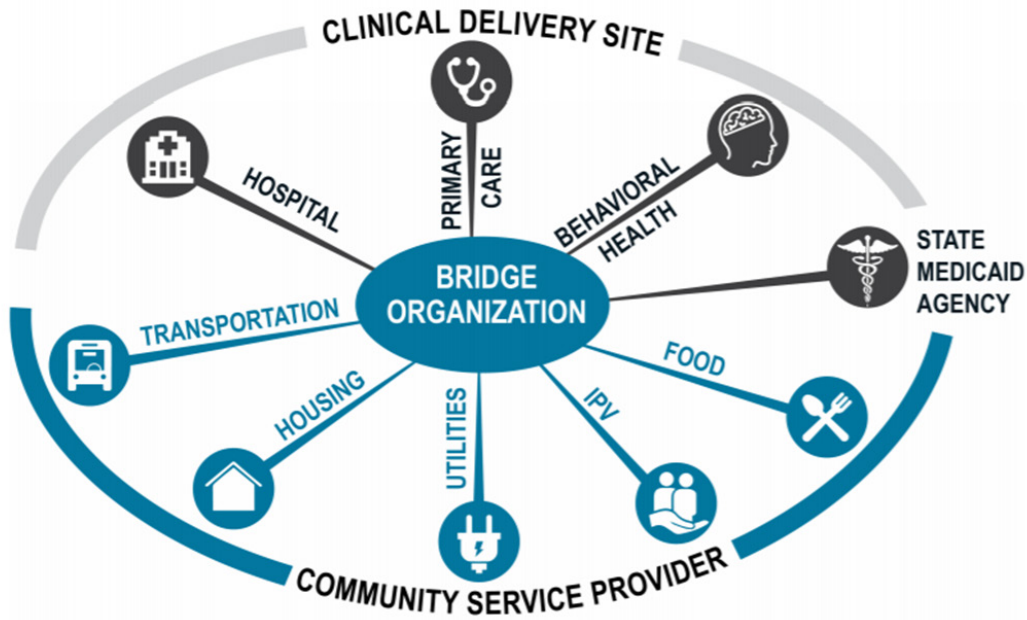 CLINICAL DELIVERY SITE
HOSPITAL
PRIMARY
CARE
BEHAVIORAL
HEALTH
STATE
MEDICAID
AGENCY
BRIDGE
ORGANIZATION
TRANSPORTATION
HOUSING
UTILITIES
IPV
FOOD
COMMUNITY SERVICE PROVIDER